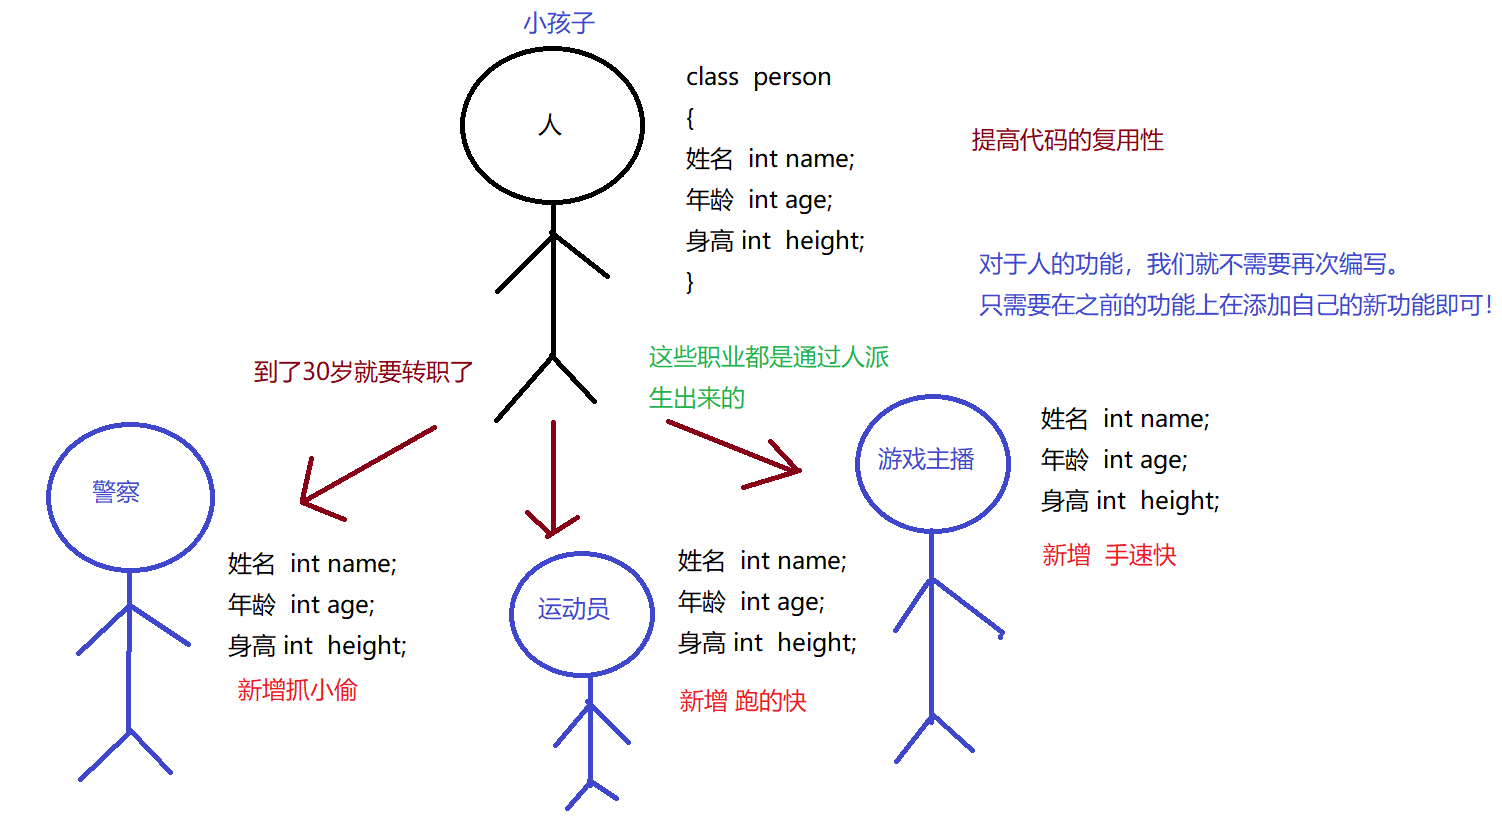 小孩子
人
class  person
{
姓名  int name;
年龄  int age;
身高 int  height;
}
提高代码的复用性
对于人的功能，我们就不需要再次编写。
只需要在之前的功能上在添加自己的新功能即可！
到了30岁就要转职了
这些职业都是通过人派
生出来的
警察
姓名  int name;
年龄  int age;
身高 int  height;
新增抓小偷
运动员
姓名  int name;
年龄  int age;
身高 int  height;
新增 跑的快
游戏主播
姓名  int name;
年龄  int age;
身高 int  height;
新增  手速快